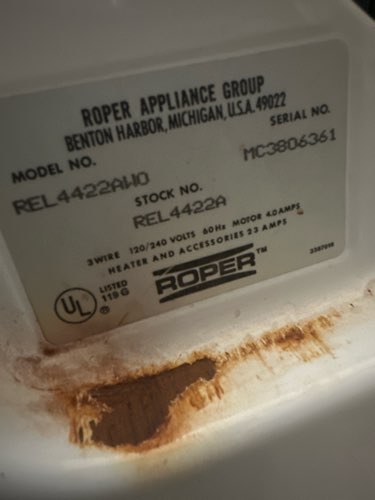 ROPER APPLIANCE GROUP
BENTON HARBOR, MICHIGAN, U.S.A. 49022
MODEL NO.
SERIAL NO.
REL4422AW0
MC3806361
STOCK NO.
REL4422A
3 WIRE 120/240 VOLTS 60Hz MOTOR 4.0 AMPS
HEATER AND ACCESSORIES 23 AMPS
UL
®
LISTED
119G
ROPER™